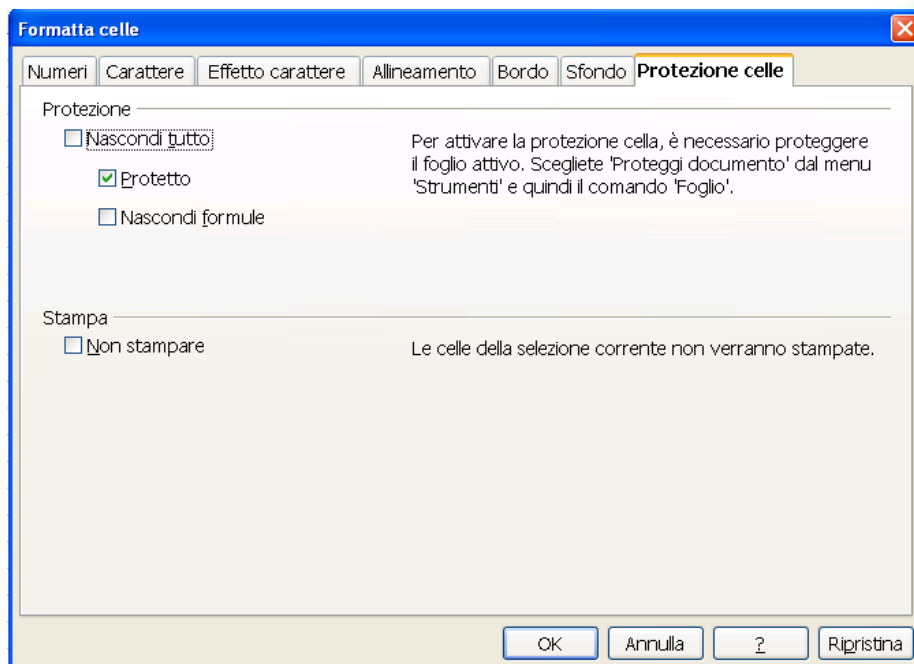 Formatta celle
Numeri Carattere Effetto carattere Allineamento Bordo Sfondo Protezione celle
Protezione
Nascondi tutto
Protetto
Nascondi formule
Per attivare la protezione cella, è necessario proteggere
il foglio attivo. Scegliete 'Proteggi documento' dal menu
'Strumenti' e quindi il comando 'Foglio'.
Stampa
Non stampare
Le celle della selezione corrente non verranno stampate.
OK Annulla ? Ripristina